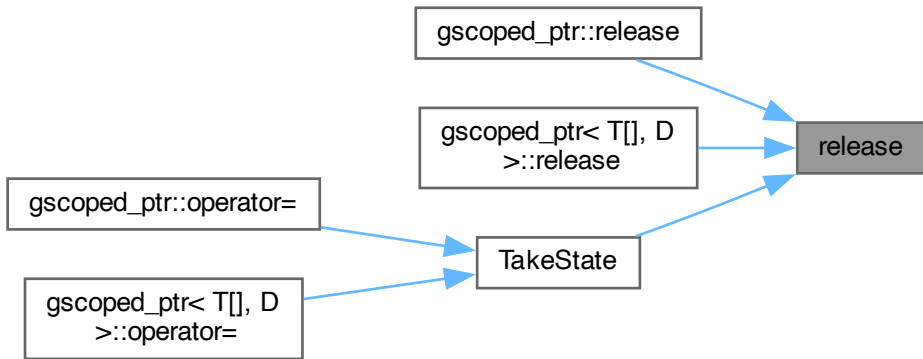 gscoped_ptr::release
gscoped_ptr< T[], D
>::release
release
gscoped_ptr::operator=
TakeState
gscoped_ptr< T[], D
>::operator=